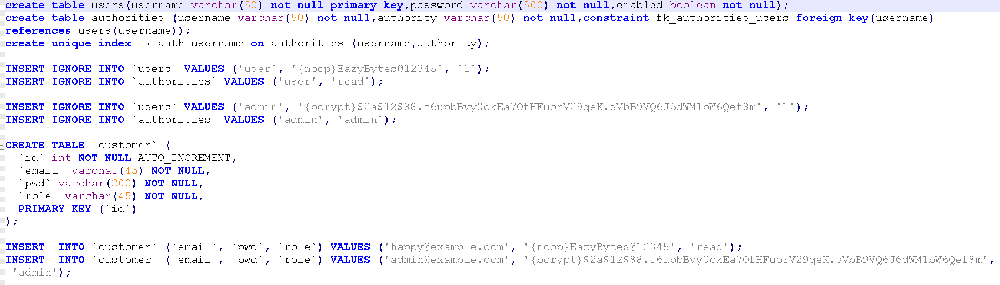 create table users(username varchar(50) not null primary key,password varchar(500) not null,enabled boolean not null);
create table authorities (username varchar(50) not null,authority varchar(50) not null,constraint fk_authorities_users foreign key(username)
references users(username));
create unique index ix_auth_username on authorities (username,authority);

INSERT IGNORE INTO `users` VALUES ('user', '{noop}EazyBytes@12345', '1');
INSERT IGNORE INTO `authorities` VALUES ('user', 'read');

INSERT IGNORE INTO `users` VALUES ('admin', '{bcrypt}$2a$12$88.f6upbBvy0okEa7OfHFuorV29qeK.sVbB9VQ6J6dWM1bW6Qef8m', '1');
INSERT IGNORE INTO `authorities` VALUES ('admin', 'admin');

CREATE TABLE `customer` (
  `id` int NOT NULL AUTO_INCREMENT,
  `email` varchar(45) NOT NULL,
  `pwd` varchar(200) NOT NULL,
  `role` varchar(45) NOT NULL,
  PRIMARY KEY (`id`)
);

INSERT  INTO `customer` (`email`, `pwd`, `role`) VALUES ('happy@example.com', '{noop}EazyBytes@12345', 'read');
INSERT  INTO `customer` (`email`, `pwd`, `role`) VALUES ('admin@example.com', '{bcrypt}$2a$12$88.f6upbBvy0okEa7OfHFuorV29qeK.sVbB9VQ6J6dWM1bW6Qef8m',
 'admin');